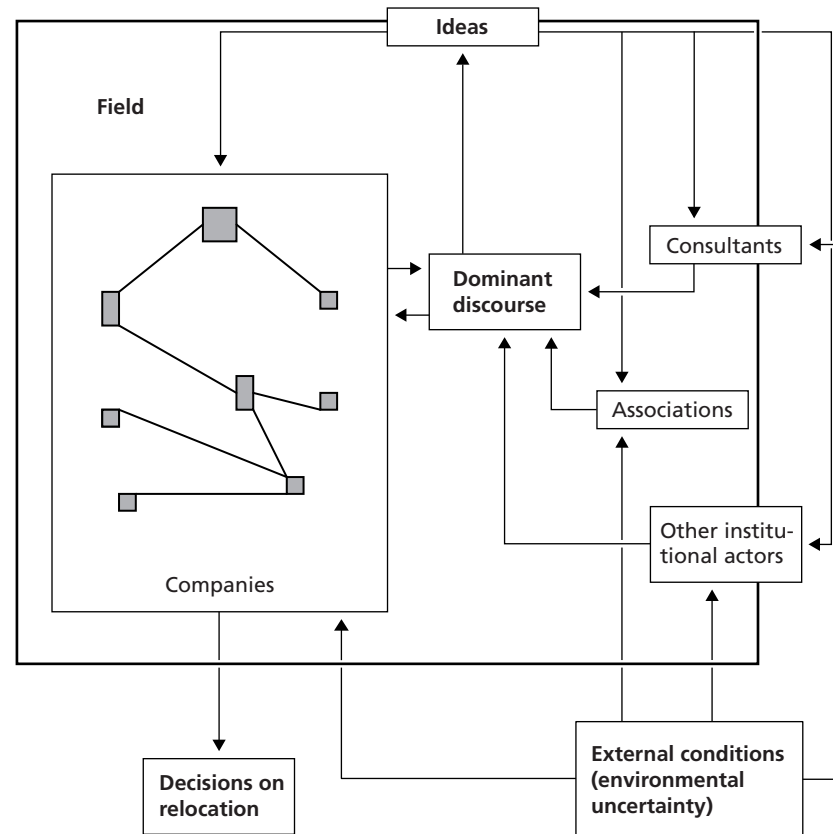 Ideas
Field
Consultants
Dominant
discourse
Associations
Other institu-
tional actors
Companies
External conditions
(environmental
uncertainty)
Decisions on
relocation